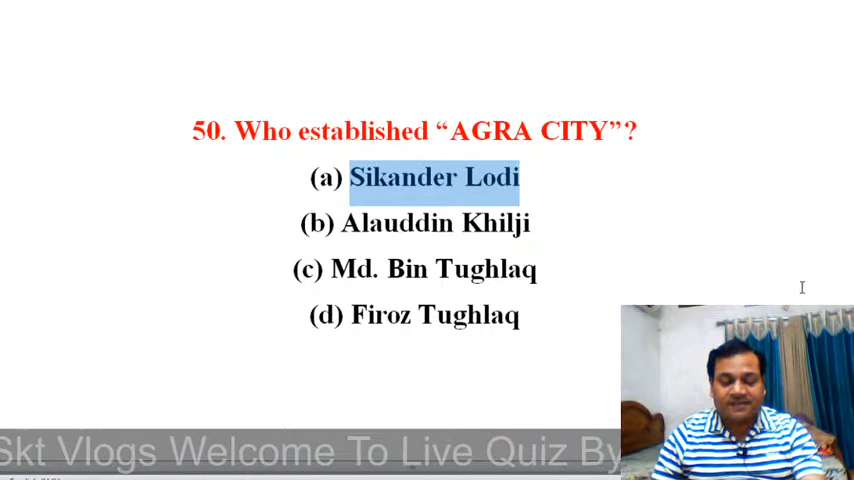 50. Who established “AGRA CITY”?
(a) Sikander Lodi
(b) Alauddin Khilji
(c) Md. Bin Tughlaq
(d) Firoz Tughlaq
Skt Vlogs Welcome To Live Quiz By